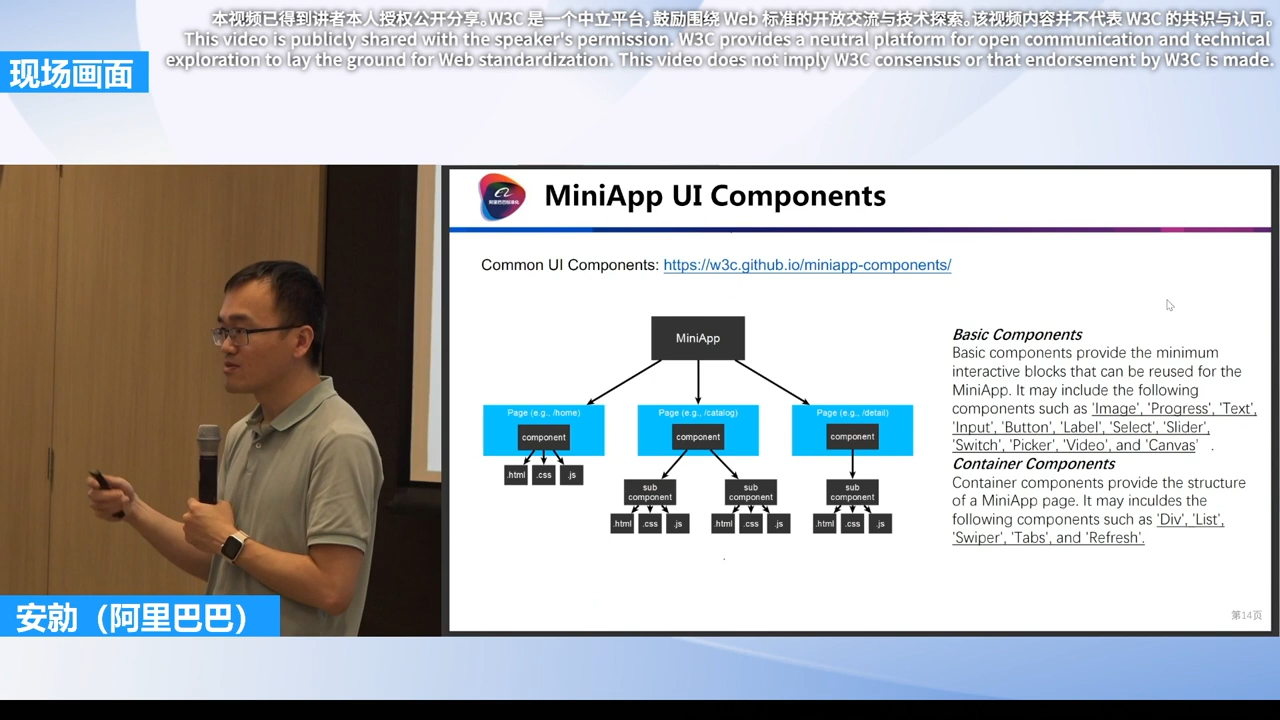 本视频已得到讲者本人授权公开分享。W3C 是一个中立平台，鼓励围绕 Web 标准的开放交流与技术探索。该视频内容并不代表 W3C 的共识与认可。
This video is publicly shared with the speaker's permission. W3C provides a neutral platform for open communication and technical
exploration to lay the ground for Web standardization. This video does not imply W3C consensus or that endorsement by W3C is made.
现场画面
阿里巴巴标准化
MiniApp UI Components
Common UI Components: https://w3c.github.io/miniapp-components/
MiniApp
Page (e.g., /home)
component
.html .css .js
Page (e.g., /catalog)
component
sub component
.html .css .js
sub component
.html .css .js
Page (e.g., /detail)
component
sub component
.html .css .js
Basic Components
Basic components provide the minimum
interactive blocks that can be reused for the
MiniApp. It may include the following
components such as 'Image', 'Progress', 'Text',
'Input', 'Button', 'Label', 'Select', 'Slider',
'Switch', 'Picker', 'Video', and 'Canvas' .
Container Components
Container components provide the structure
of a MiniApp page. It may inculdes the
following components such as 'Div', 'List',
'Swiper', 'Tabs', and 'Refresh'.
第14页
安勍（阿里巴巴）